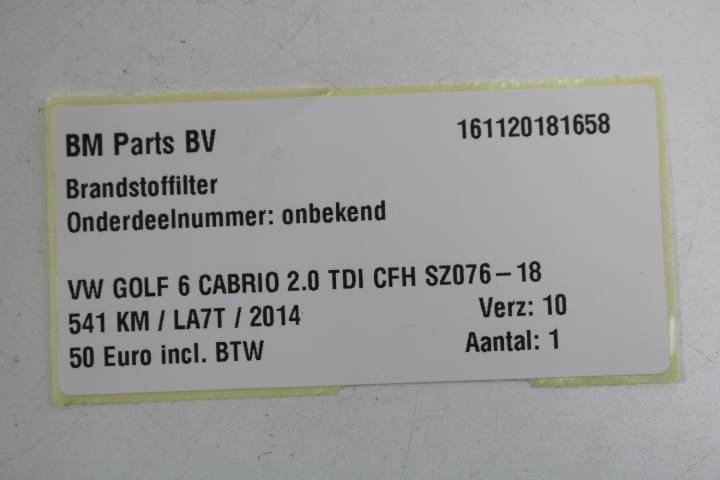 BM Parts BV 161120181658
Brandstoffilter
Onderdeelnummer: onbekend
VW GOLF 6 CABRIO 2.0 TDI CFH SZ076-18
541 KM / LA7T / 2014 Verz: 10
50 Euro incl. BTW Aantal: 1